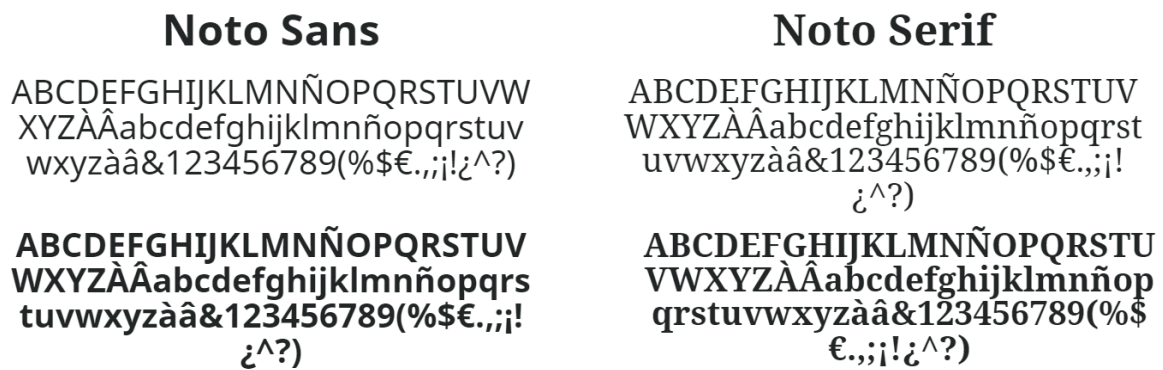 Noto Sans
ABCDEFGHIJKLMNÑOPQRSTUVW
XYZÀÂabcdefghijklmnñopqrstuv
wxyzàâ&123456789(%$€.,;¡!¿^?)
ABCDEFGHIJKLMNÑOPQRSTUV
WXYZÀÂabcdefghijklmnñopqrs
tuvwxyzàâ&123456789(%$€.,;¡!
¿^?)
Noto Serif
ABCDEFGHIJKLMNÑOPQRSTUV
WXYZÀÂabcdefghijklmnñopqrst
uvwxyzàâ&123456789(%$€.,;¡!
¿^?)
ABCDEFGHIJKLMNÑOPQRSTU
VWXYZÀÂabcdefghijklmnñop
qrstuvwxyzàâ&123456789(%$
€.,;¡!¿^?)